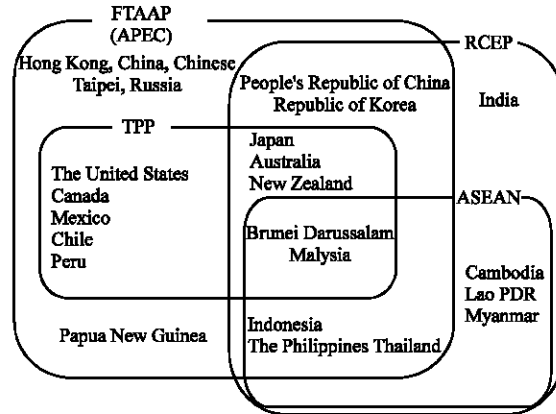 FTAAP
(APEC)
RCEP
Hong Kong, China, Chinese
Taipei, Russia
People's Republic of China
Republic of Korea
India
TPP
Japan
Australia
New Zealand
The United States
Canada
Mexico
Chile
Peru
ASEAN
Brunei Darussalam
Malysia
Cambodia
Lao PDR
Myanmar
Papua New Guinea
Indonesia
The Philippines Thailand